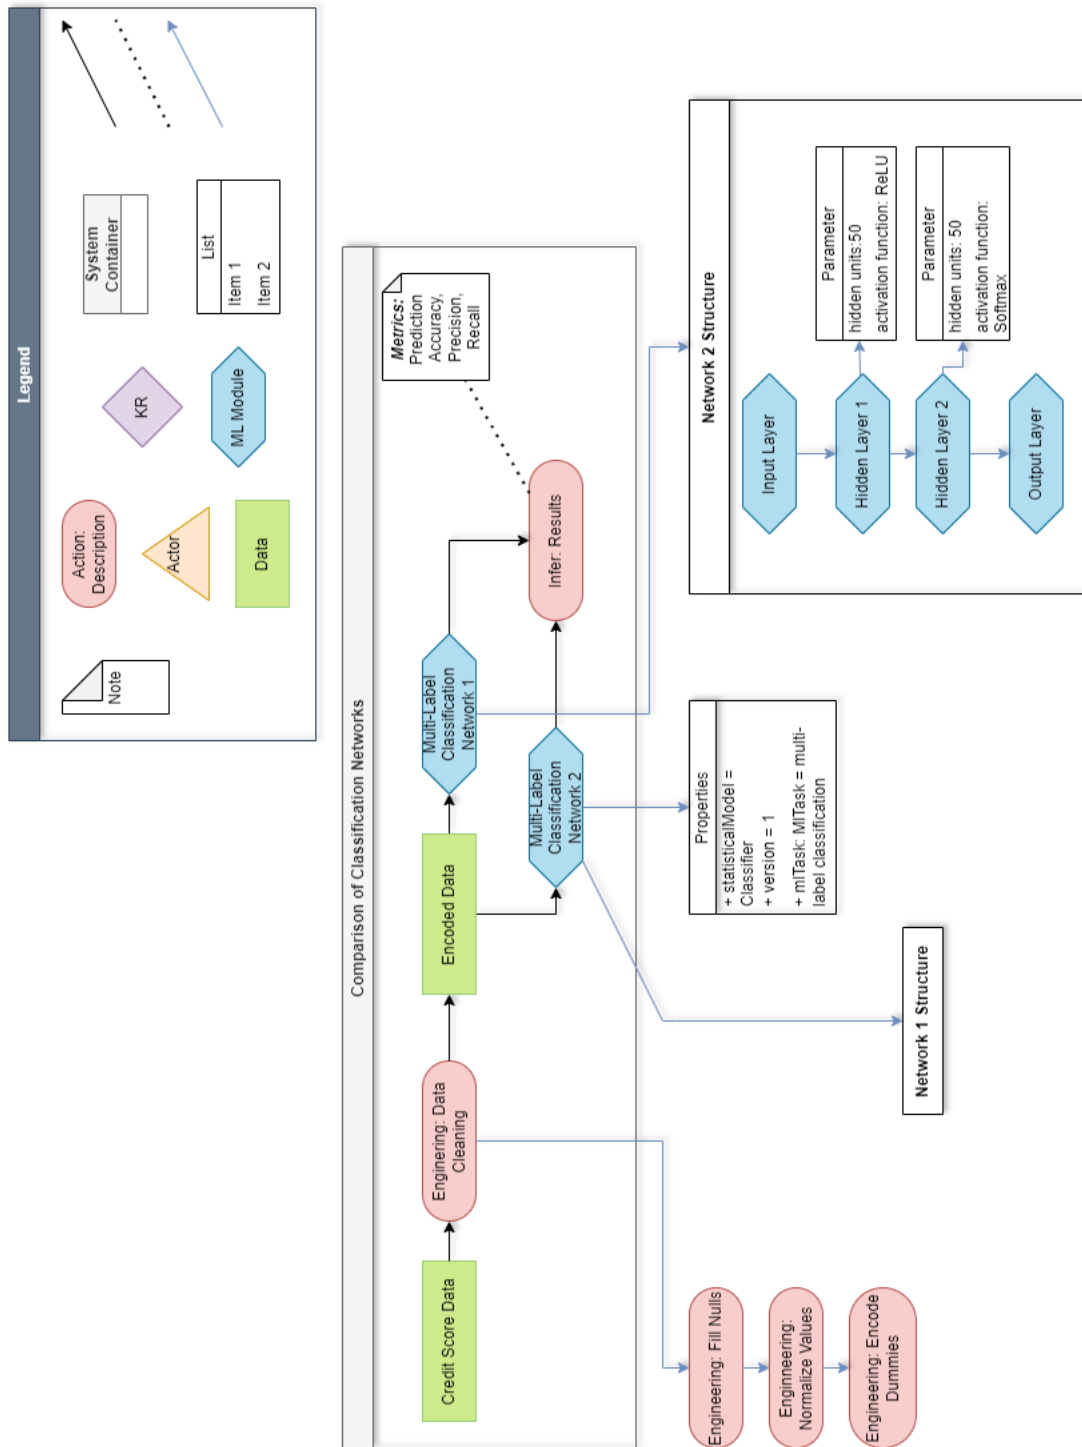 Legend
Note
Action:
Description
Actor
Data
KR
ML Module
System
Container
List
Item 1
Item 2
Comparison of Classification Networks
Credit Score Data
Enginering: Data
Cleaning
Encoded Data
Multi-Label
Classification
Network 1
Multi-Label
Classification
Network 2
Infer: Results
Metrics:
Prediction
Accuracy,
Precision,
Recall
Engineering: Fill Nulls
Enginneering:
Normalize Values
Engineering: Encode
Dummies
Network 1 Structure
Properties
+ statisticalModel =
Classifier
+ version = 1
+ mlTask: MlTask = multi-
label classification
Network 2 Structure
Input Layer
Hidden Layer 1
Hidden Layer 2
Output Layer
Parameter
hidden units:50
activation function: ReLU
Parameter
hidden units: 50
activation function:
Softmax